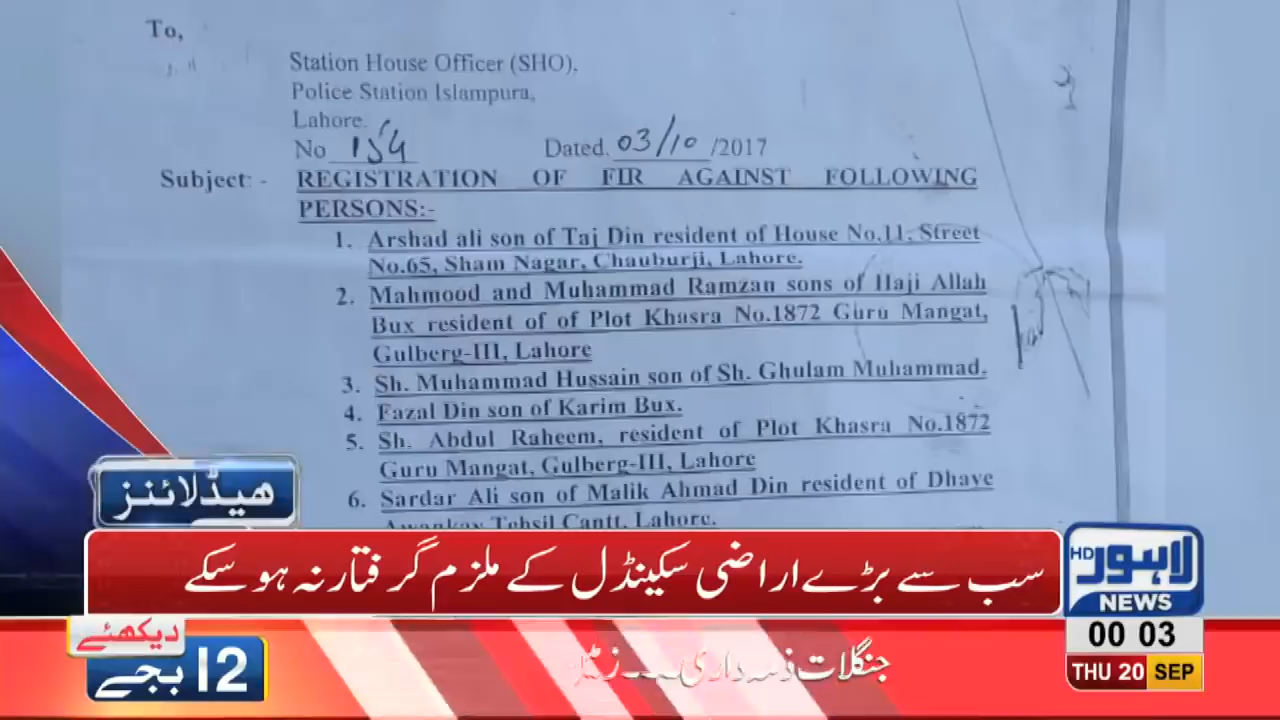 To,
Station House Officer (SHO),
Police Station Islampura,
Lahore.
No 154 Dated. 03/10 /2017
Subject: - REGISTRATION OF FIR AGAINST FOLLOWING
PERSONS:-
1. Arshad ali son of Taj Din resident of House No.11, Street
No.65, Sham Nagar, Chauburji, Lahore.
2. Mahmood and Muhammad Ramzan sons of Haji Allah
Bux resident of of Plot Khasra No.1872 Guru Mangat,
Gulberg-III, Lahore
3. Sh. Muhammad Hussain son of Sh. Ghulam Muhammad.
4. Fazal Din son of Karim Bux.
5. Sh. Abdul Raheem, resident of Plot Khasra No.1872
Guru Mangat, Gulberg-III, Lahore
6. Sardar Ali son of Malik Ahmad Din resident of Dhaye
Awankay Tehsil Cantt, Lahore.
ھیڈلائنز
سب سے بڑے اراضی سکینڈل کے ملزم گرفتار نہ ہو سکے
HD لاہور
NEWS
00 03
THU 20 SEP
دیکھئے
12 بجے
جنگلات ذمہ داری ۔۔۔